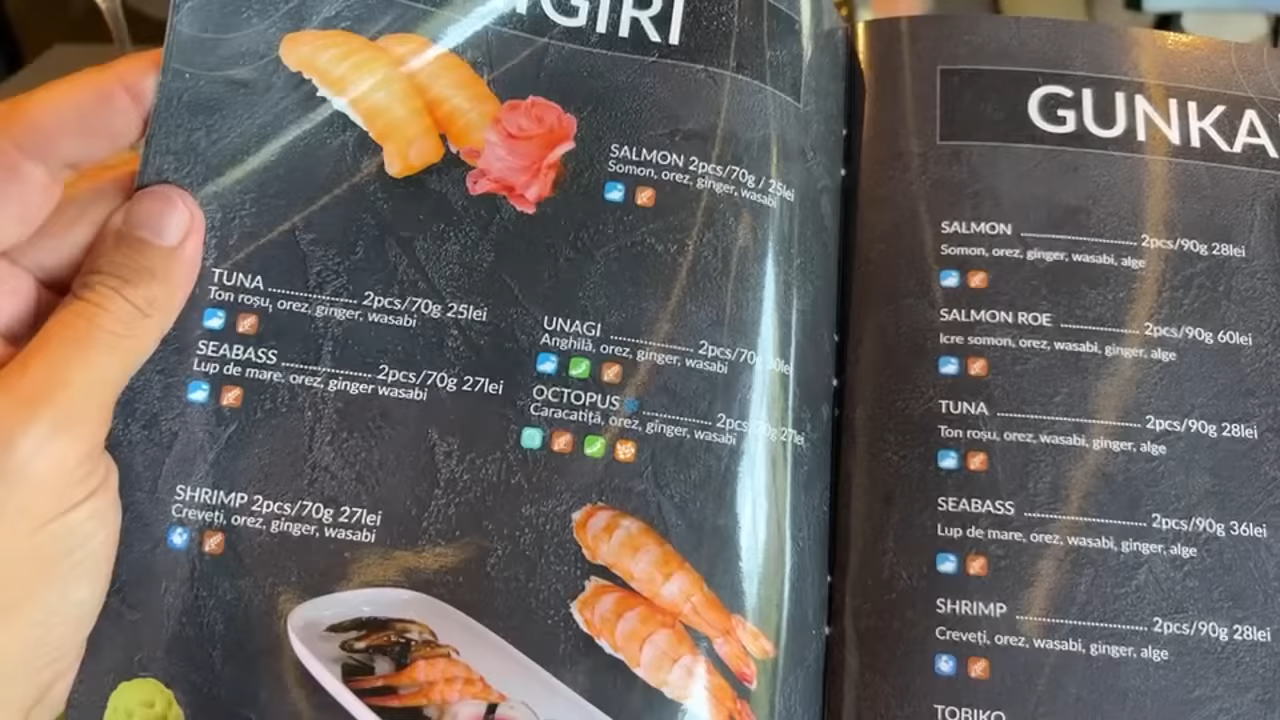 SALMON 2pcs/70g / 25lei
Somon, orez, ginger, wasabi
TUNA ........................ 2pcs/70g 25lei
Ton roșu, orez, ginger, wasabi
SEABASS ......................... 2pcs/70g 27lei
Lup de mare, orez, ginger wasabi
UNAGI ........................ 2pcs/70g
Anghilă, orez, ginger, wasabi
OCTOPUS ................... 2pcs/70g 27lei
Caracatiță, orez, ginger, wasabi
SHRIMP 2pcs/70g 27lei
Creveți, orez, ginger, wasabi
GUNKA
SALMON ............................. 2pcs/90g 28lei
Somon, orez, ginger, wasabi, alge
SALMON ROE .................... 2pcs/90g 60lei
Icre somon, orez, wasabi, ginger, alge
TUNA ..................................... 2pcs/90g 28lei
Ton roșu, orez, wasabi, ginger, alge
SEABASS ............................... 2pcs/90g 36lei
Lup de mare, orez, wasabi, ginger, alge
SHRIMP .................................. 2pcs/90g 28lei
Creveți, orez, wasabi, ginger, alge
TOBIKO